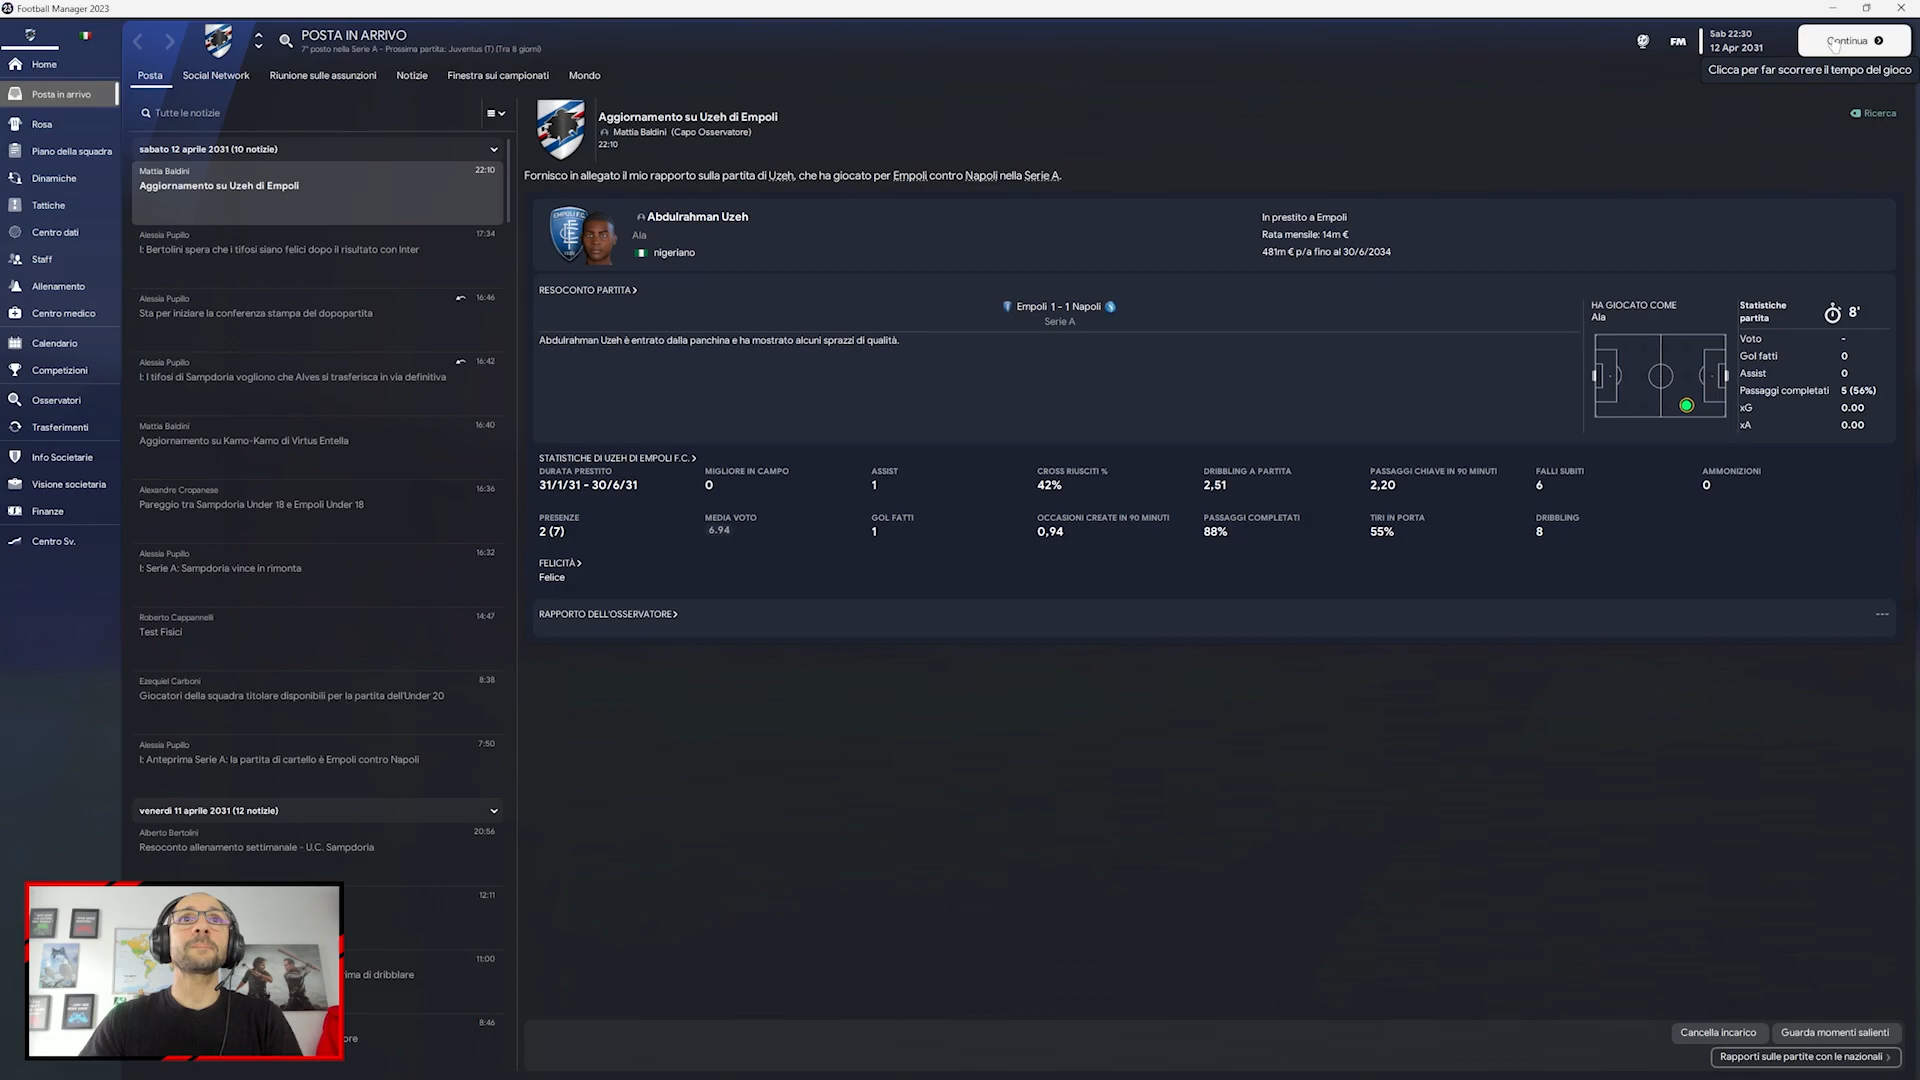 Football Manager 2023
POSTA IN ARRIVO
7° posto nella Serie A - Prossima partita: Juventus (T) (Tra 8 giorni)
FM
Sab 22:30
12 Apr 2031
Continua
Clicca per far scorrere il tempo del gioco
Home
Posta in arrivo
Rosa
Piano della squadra
Dinamiche
Tattiche
Centro dati
Staff
Allenamento
Centro medico
Calendario
Competizioni
Osservatori
Trasferimenti
Info Societarie
Visione societaria
Finanze
Centro Sv.
Posta
Social Network
Riunione sulle assunzioni
Notizie
Finestra sui campionati
Mondo
Tutte le notizie
sabato 12 aprile 2031 (10 notizie)
Mattia Baldini 22:10
Aggiornamento su Uzeh di Empoli
Alessia Pupillo 17:34
I: Bertolini spera che i tifosi siano felici dopo il risultato con Inter
Alessia Pupillo 16:46
Sta per iniziare la conferenza stampa del dopopartita
Alessia Pupillo 16:42
I: I tifosi di Sampdoria vogliono che Alves si trasferisca in via definitiva
Mattia Baldini 16:40
Aggiornamento su Kamo-Kamo di Virtus Entella
Alexandre Cropanese 16:36
Pareggio tra Sampdoria Under 18 e Empoli Under 18
Alessia Pupillo 16:32
I: Serie A: Sampdoria vince in rimonta
Roberto Cappannelli 14:47
Test Fisici
Ezequiel Carboni 8:38
Giocatori della squadra titolare disponibili per la partita dell'Under 20
Alessia Pupillo 7:50
I: Anteprima Serie A: la partita di cartello è Empoli contro Napoli
venerdì 11 aprile 2031 (12 notizie)
Alberto Bertolini 20:56
Resoconto allenamento settimanale - U.C. Sampdoria
12:11
11:00
ima di dribblare
8:46
ore
Aggiornamento su Uzeh di Empoli
Mattia Baldini (Capo Osservatore)
22:10
Ricerca
Fornisco in allegato il mio rapporto sulla partita di Uzeh, che ha giocato per Empoli contro Napoli nella Serie A.
EMPOLI F.C.
Abdulrahman Uzeh
Ala
nigeriano
In prestito a Empoli
Rata mensile: 14m €
481m € p/a fino al 30/6/2034
RESOCONTO PARTITA >
Empoli 1 - 1 Napoli
Serie A
Abdulrahman Uzeh è entrato dalla panchina e ha mostrato alcuni sprazzi di qualità.
HA GIOCATO COME
Ala
Statistiche partita 8'
Voto -
Gol fatti 0
Assist 0
Passaggi completati 5 (56%)
xG 0.00
xA 0.00
STATISTICHE DI UZEH DI EMPOLI F.C. >
DURATA PRESTITO MIGLIORE IN CAMPO ASSIST CROSS RIUSCITI % DRIBBLING A PARTITA PASSAGGI CHIAVE IN 90 MINUTI FALLI SUBITI AMMONIZIONI
31/1/31 - 30/6/31 0 1 42% 2,51 2,20 6 0
PRESENZE MEDIA VOTO GOL FATTI OCCASIONI CREATE IN 90 MINUTI PASSAGGI COMPLETATI TIRI IN PORTA DRIBBLING
2 (7) 6.94 1 0,94 88% 55% 8
FELICITÀ >
Felice
RAPPORTO DELL'OSSERVATORE > ---
Cancella incarico
Guarda momenti salienti
Rapporti sulle partite con le nazionali >